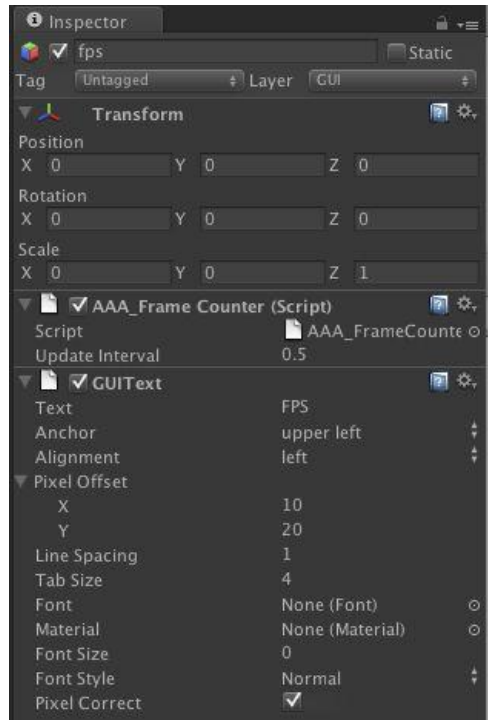 Inspector
fps Static
Tag Untagged Layer GUI
Transform
Position
X 0 Y 0 Z 0
Rotation
X 0 Y 0 Z 0
Scale
X 0 Y 0 Z 1
AAA_Frame Counter (Script)
Script AAA_FrameCounte
Update Interval 0.5
GUIText
Text FPS
Anchor upper left
Alignment left
Pixel Offset
X 10
Y 20
Line Spacing 1
Tab Size 4
Font None (Font)
Material None (Material)
Font Size 0
Font Style Normal
Pixel Correct